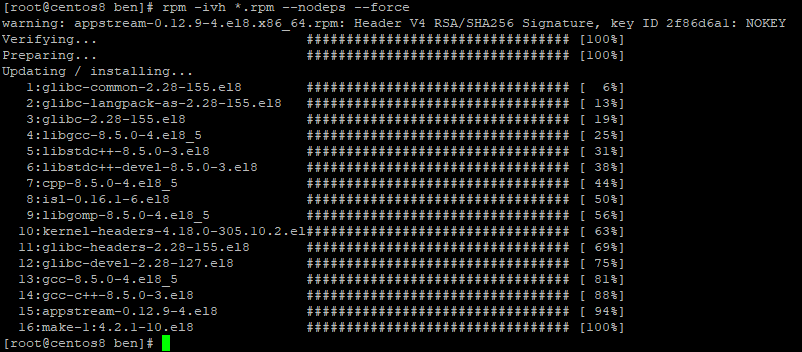 [root@centos8 ben]# rpm -ivh *.rpm --nodeps --force
warning: appstream-0.12.9-4.el8.x86_64.rpm: Header V4 RSA/SHA256 Signature, key ID 2f86d6a1: NOKEY
Verifying... ################################# [100%]
Preparing... ################################# [100%]
Updating / installing...
1:glibc-common-2.28-155.el8 ################################# [ 6%]
2:glibc-langpack-as-2.28-155.el8 ################################# [ 13%]
3:glibc-2.28-155.el8 ################################# [ 19%]
4:libgcc-8.5.0-4.el8_5 ################################# [ 25%]
5:libstdc++-8.5.0-3.el8 ################################# [ 31%]
6:libstdc++-devel-8.5.0-3.el8 ################################# [ 38%]
7:cpp-8.5.0-4.el8_5 ################################# [ 44%]
8:isl-0.16.1-6.el8 ################################# [ 50%]
9:libgomp-8.5.0-4.el8_5 ################################# [ 56%]
10:kernel-headers-4.18.0-305.10.2.el################################# [ 63%]
11:glibc-headers-2.28-155.el8 ################################# [ 69%]
12:glibc-devel-2.28-127.el8 ################################# [ 75%]
13:gcc-8.5.0-4.el8_5 ################################# [ 81%]
14:gcc-c++-8.5.0-3.el8 ################################# [ 88%]
15:appstream-0.12.9-4.el8 ################################# [ 94%]
16:make-1:4.2.1-10.el8 ################################# [100%]
[root@centos8 ben]#